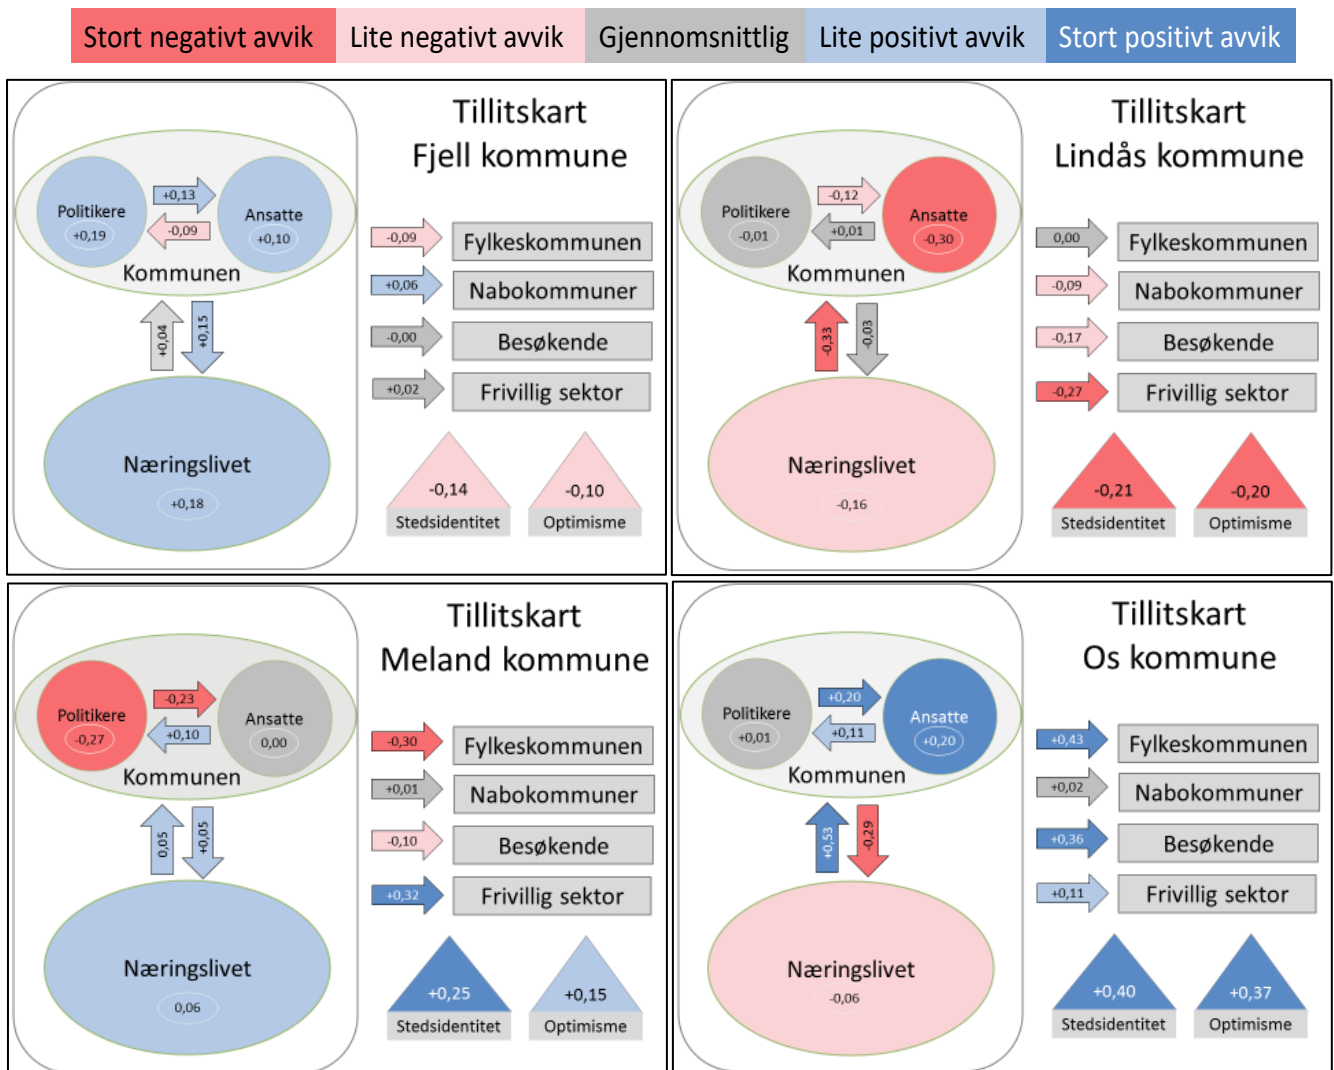 Stort negativt avvik Lite negativt avvik Gjennomsnittlig Lite positivt avvik Stort positivt avvik
Tillitskart
Fjell kommune
Politikere
+0,19
+0,13
-0,09
Ansatte
+0,10
Kommunen
+0,04
+0,15
Næringslivet
+0,18
-0,09 Fylkeskommunen
+0,06 Nabokommuner
-0,00 Besøkende
+0,02 Frivillig sektor
-0,14
Stedsidentitet
-0,10
Optimisme
Tillitskart
Lindås kommune
Politikere
-0,01
-0,12
+0,01
Ansatte
-0,30
Kommunen
-0,33
-0,03
Næringslivet
-0,16
0,00 Fylkeskommunen
-0,09 Nabokommuner
-0,17 Besøkende
-0,27 Frivillig sektor
-0,21
Stedsidentitet
-0,20
Optimisme
Tillitskart
Meland kommune
Politikere
-0,27
-0,23
+0,10
Ansatte
0,00
Kommunen
0,05
+0,05
Næringslivet
0,06
-0,30 Fylkeskommunen
+0,01 Nabokommuner
-0,10 Besøkende
+0,32 Frivillig sektor
+0,25
Stedsidentitet
+0,15
Optimisme
Tillitskart
Os kommune
Politikere
+0,01
+0,20
+0,11
Ansatte
+0,20
Kommunen
+0,53
-0,29
Næringslivet
-0,06
+0,43 Fylkeskommunen
+0,02 Nabokommuner
+0,36 Besøkende
+0,11 Frivillig sektor
+0,40
Stedsidentitet
+0,37
Optimisme